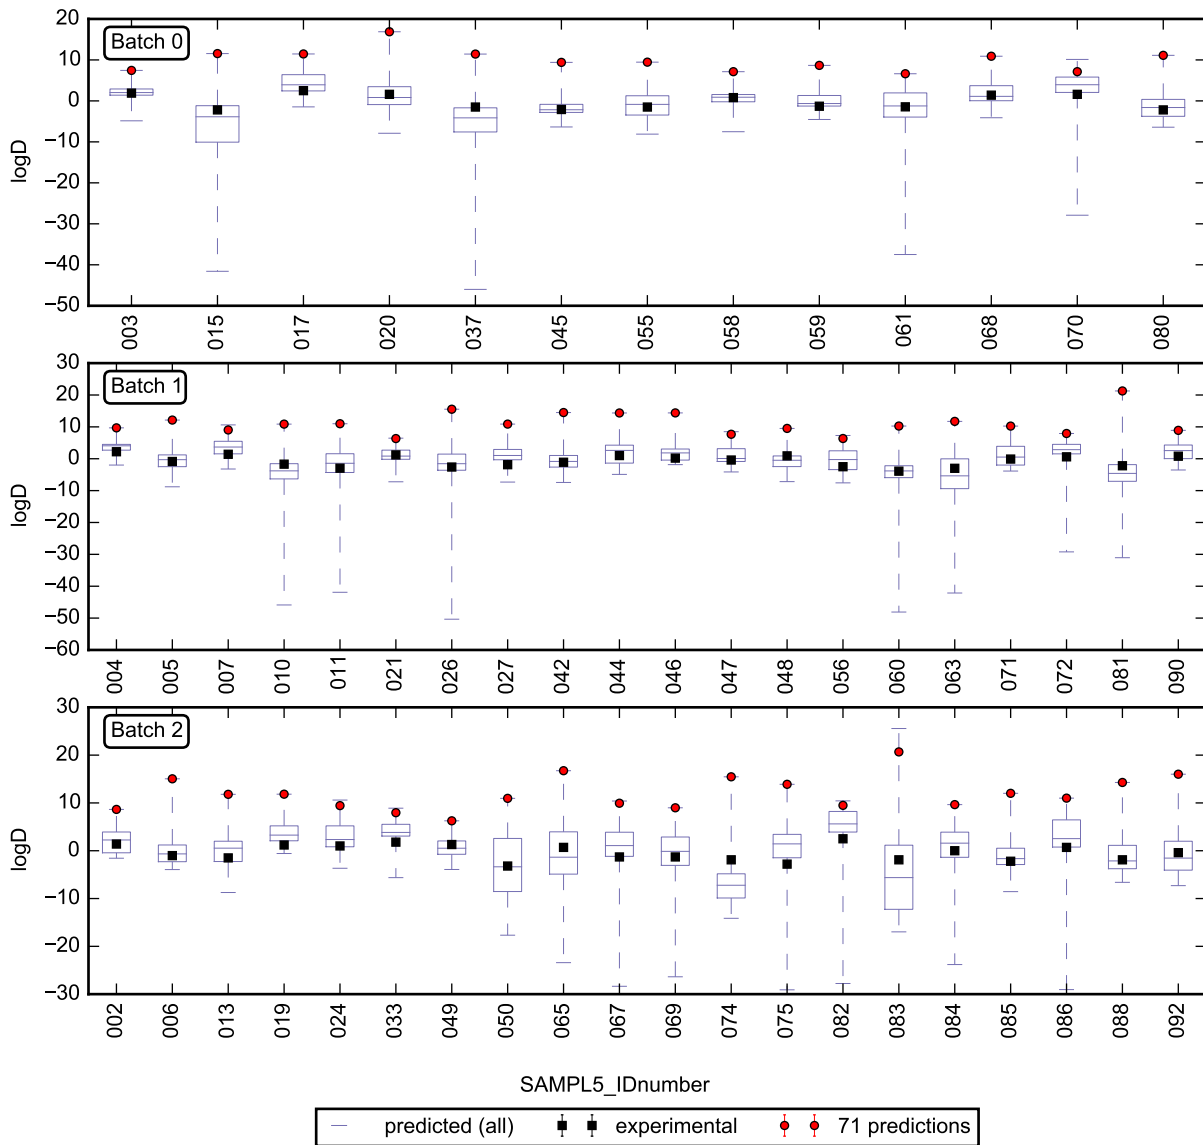 20
10
0
−10
−20
−30
−40
−50
logD
Batch 0
003 015 017 020 037 045 055 058 059 061 068 070 080
30
20
10
0
−10
−20
−30
−40
−50
−60
logD
Batch 1
004 005 007 010 011 021 026 027 042 044 046 047 048 056 060 063 071 072 081 090
30
20
10
0
−10
−20
−30
logD
Batch 2
002 006 013 019 024 033 049 050 065 067 069 074 075 082 083 084 085 086 088 092
SAMPL5_IDnumber
predicted (all) experimental 71 predictions